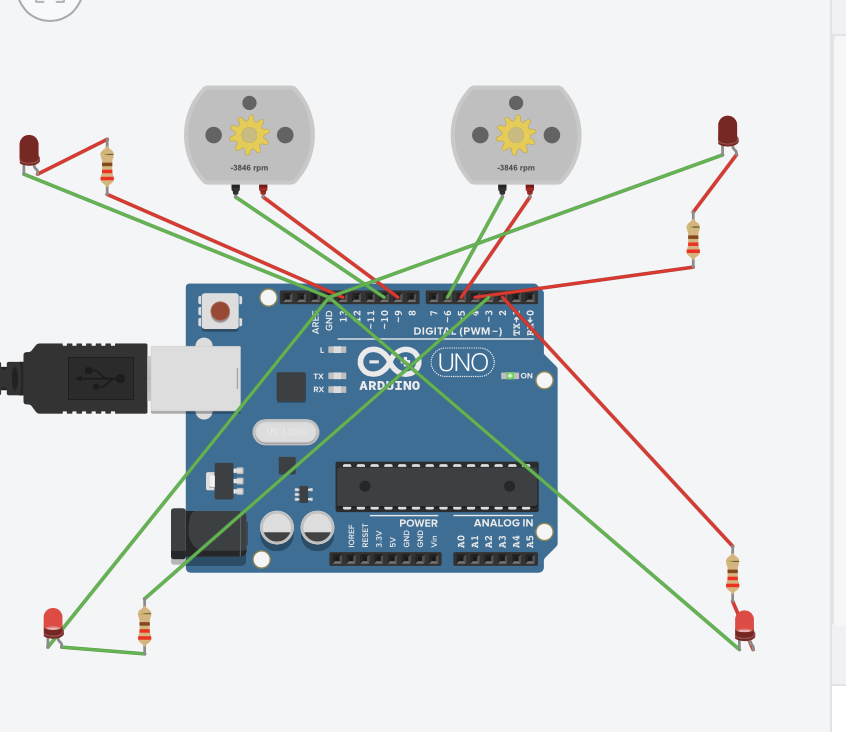 -3846 rpm
-3846 rpm
AREF
GND
13
12
~11
~10
~9
8
7
~6
~5
4
~3
2
TX→1
RX←0
DIGITAL (PWM~)
L
TX
RX
UNO
ARDUINO
ON
IOREF
RESET
3.3V
5V
GND
GND
Vin
POWER
ANALOG IN
A0
A1
A2
A3
A4
A5